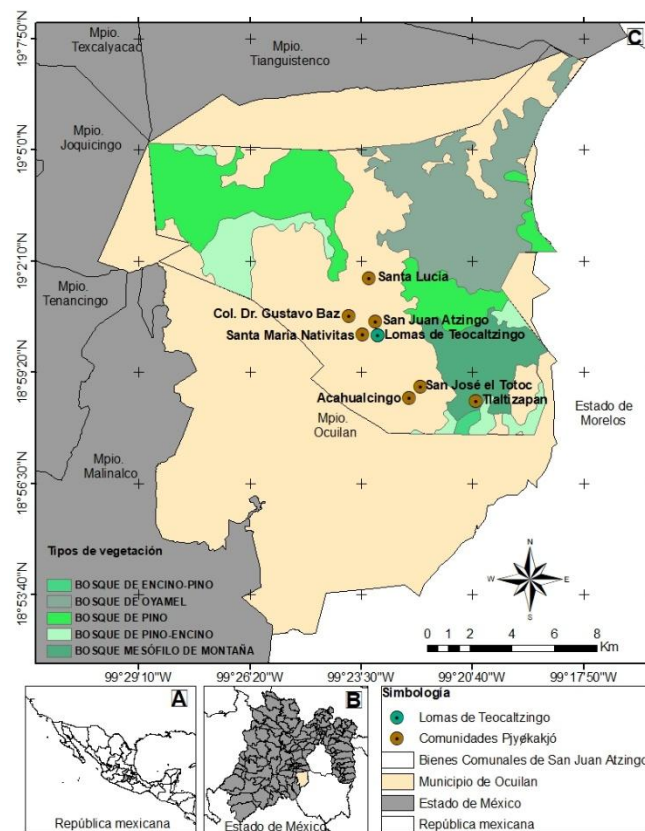 C
19°7'50"N
19°5'0"N
19°2'10"N
18°59'20"N
18°56'30"N
18°53'40"N
Mpio.
Texcalyacac
Mpio.
Tianguistenco
Mpio.
Joquicingo
Mpio.
Tenancingo
Mpio.
Malinalco
Santa Lucía
Col. Dr. Gustavo Baz
San Juan Atzingo
Santa María Nativitas
Lomas de Teocaltzingo
San José el Totoc
Acahualcingo
Tlaltizapan
Mpio.
Ocuilan
Estado de
Morelos
Tipos de vegetación
BOSQUE DE ENCINO-PINO
BOSQUE DE OYAMEL
BOSQUE DE PINO
BOSQUE DE PINO-ENCINO
BOSQUE MESÓFILO DE MONTAÑA
N
W E
S
0 1 2 4 6 8
Km
99°29'10"W 99°26'20"W 99°23'30"W 99°20'40"W 99°17'50"W
A
República mexicana
B
Estado de México
Simbología
Lomas de Teocaltzingo
Comunidades Pjyɇkakjó
Bienes Comunales de San Juan Atzingo
Municipio de Ocuilan
Estado de México
República mexicana